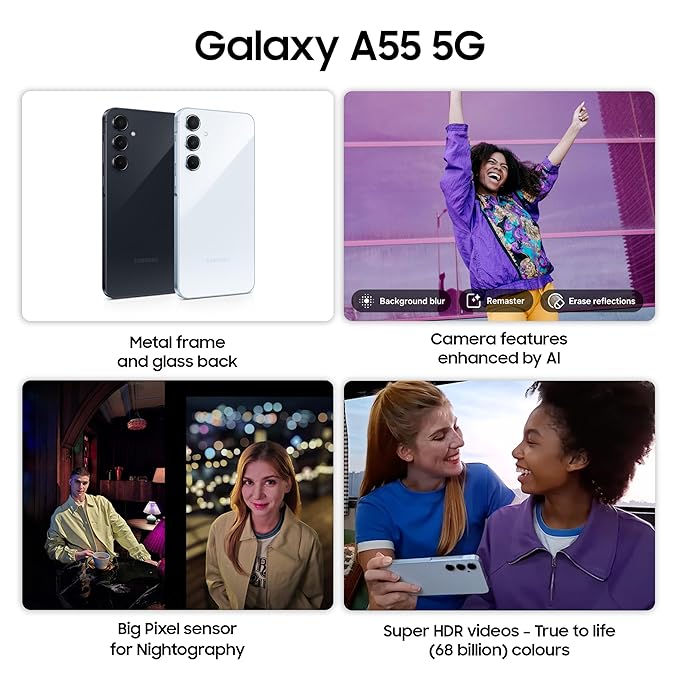 Galaxy A55 5G
SAMSUNG
SAMSUNG
Metal frame
and glass back
Background blur
Remaster
Erase reflections
Camera features
enhanced by AI
Big Pixel sensor
for Nightography
Super HDR videos – True to life
(68 billion) colours